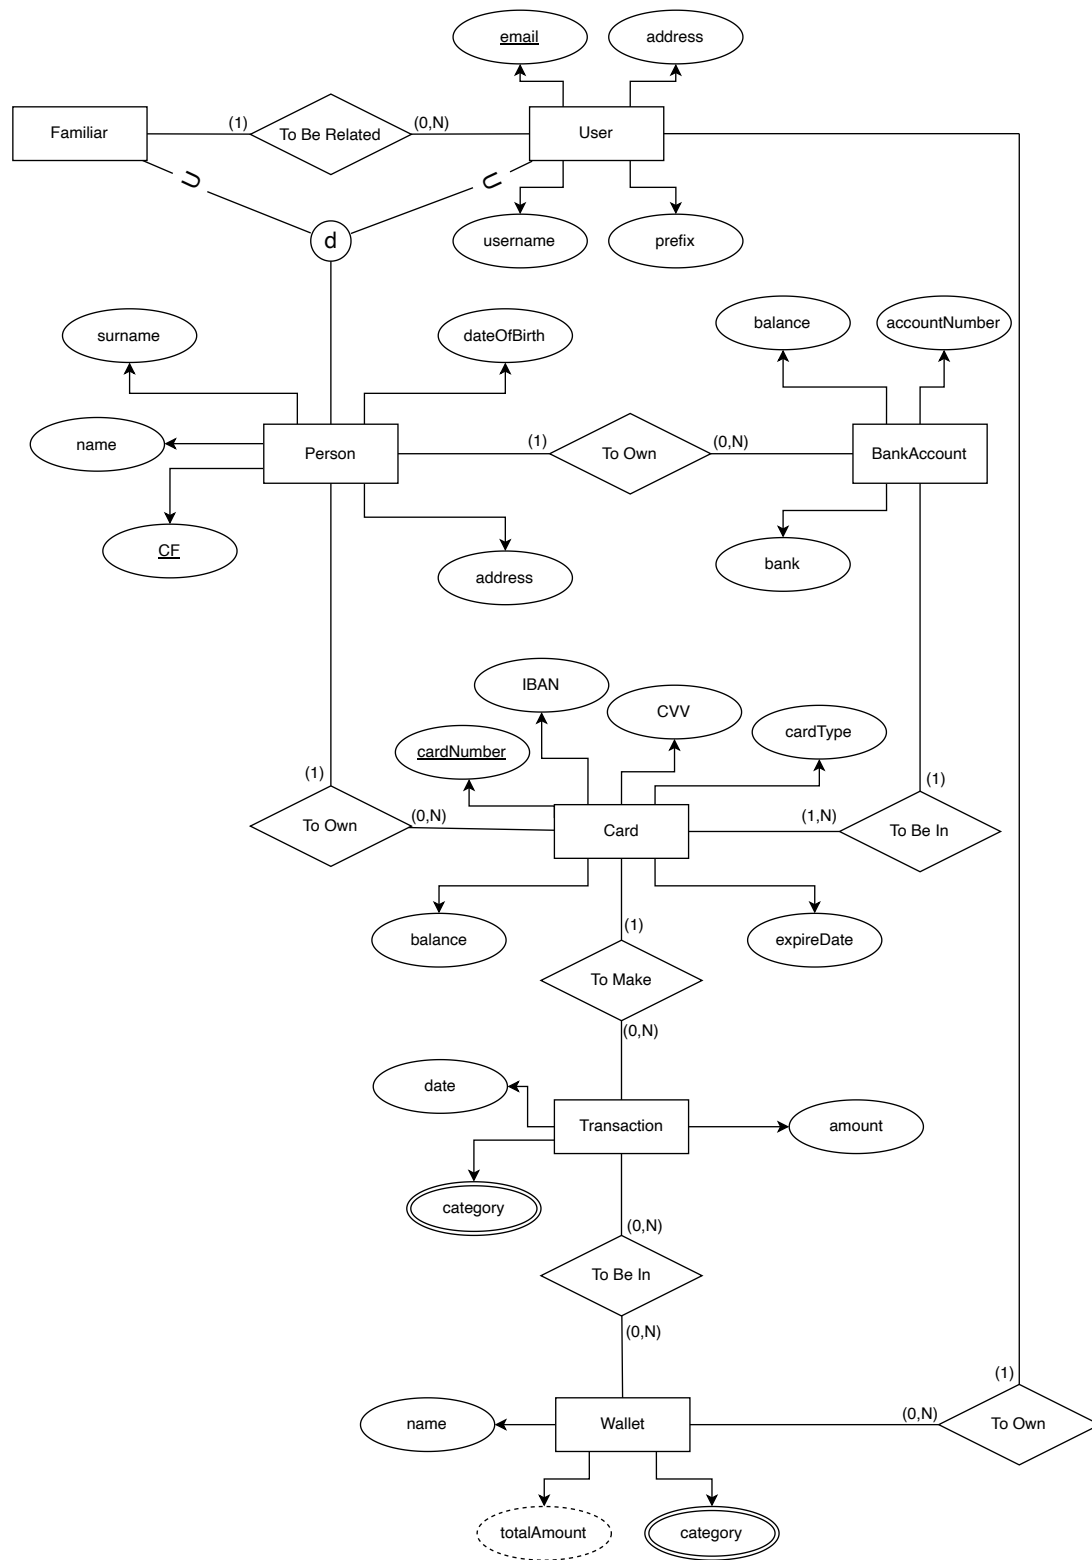 email
address
Familiar
(1)
To Be Related
(0,N)
User
username
prefix
d
surname
dateOfBirth
balance
accountNumber
name
Person
(1)
To Own
(0,N)
BankAccount
CF
address
bank
IBAN
CVV
cardType
cardNumber
(1)
To Own
(0,N)
Card
(1,N)
(1)
To Be In
balance
(1)
expireDate
To Make
(0,N)
date
Transaction
amount
category
(0,N)
To Be In
(0,N)
name
Wallet
(0,N)
(1)
To Own
totalAmount
category